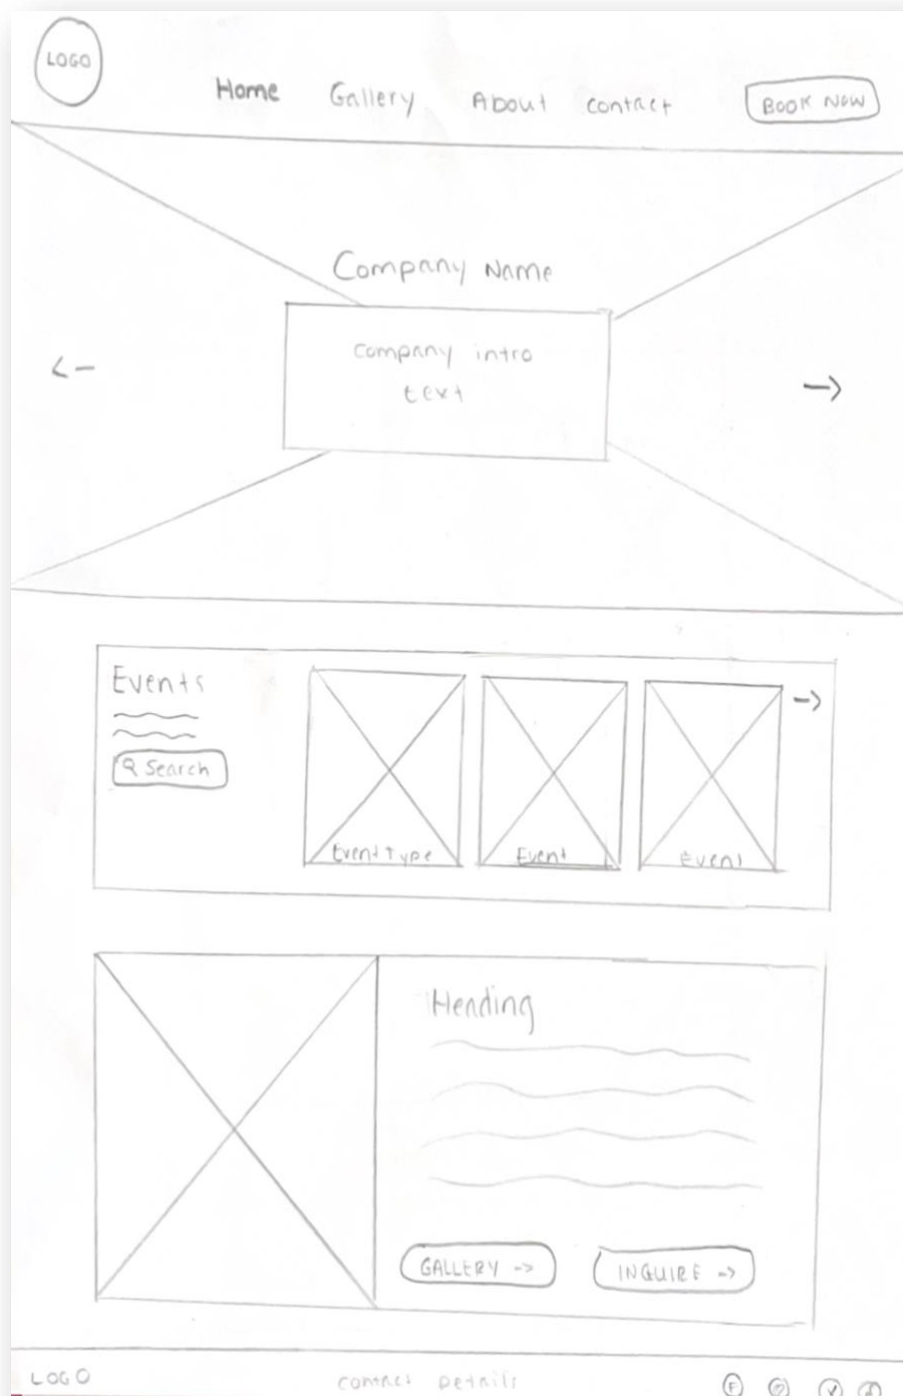 LOGO
Home Gallery About contact BOOK NOW
Company Name
company intro
text
Events
Search
Event Type Event Event
Heading
GALLERY -> INQUIRE ->
LOGO contact Details